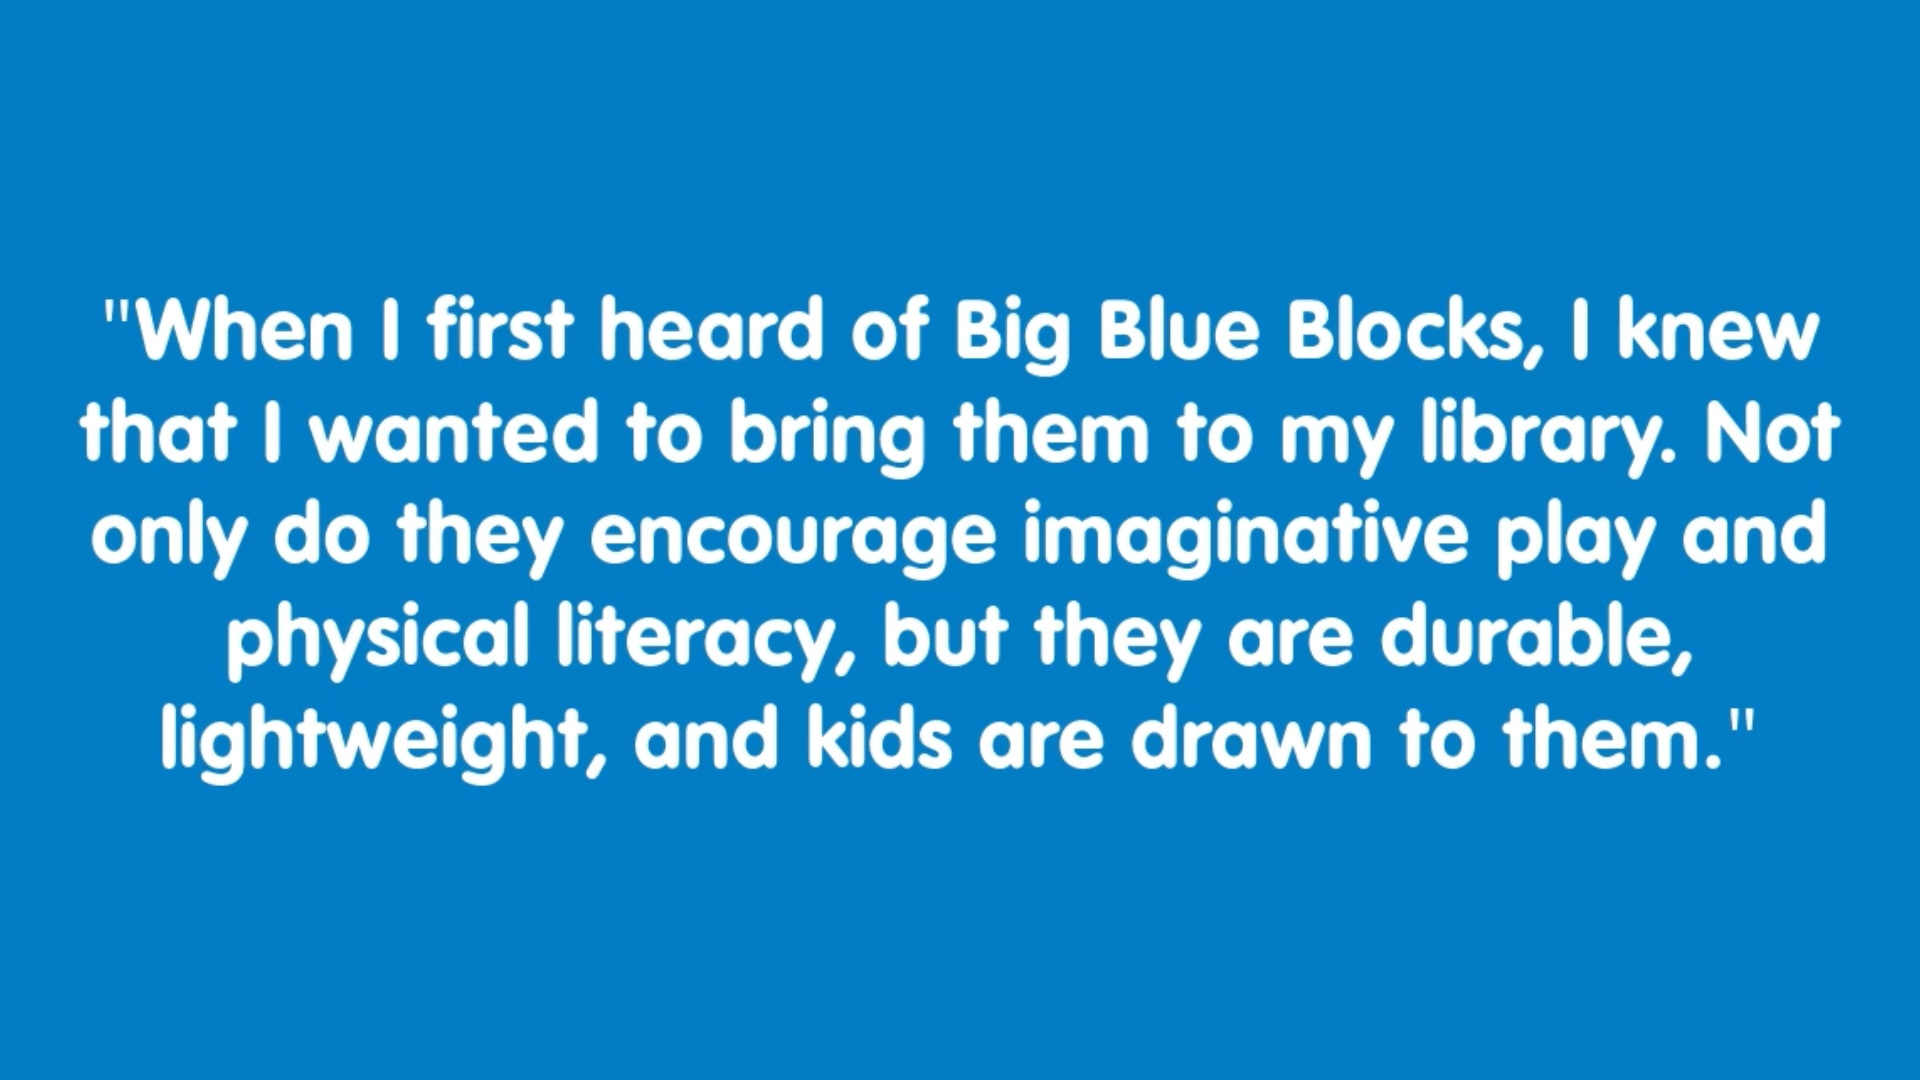 "When I first heard of Big Blue Blocks, I knew
that I wanted to bring them to my library. Not
only do they encourage imaginative play and
physical literacy, but they are durable,
lightweight, and kids are drawn to them."